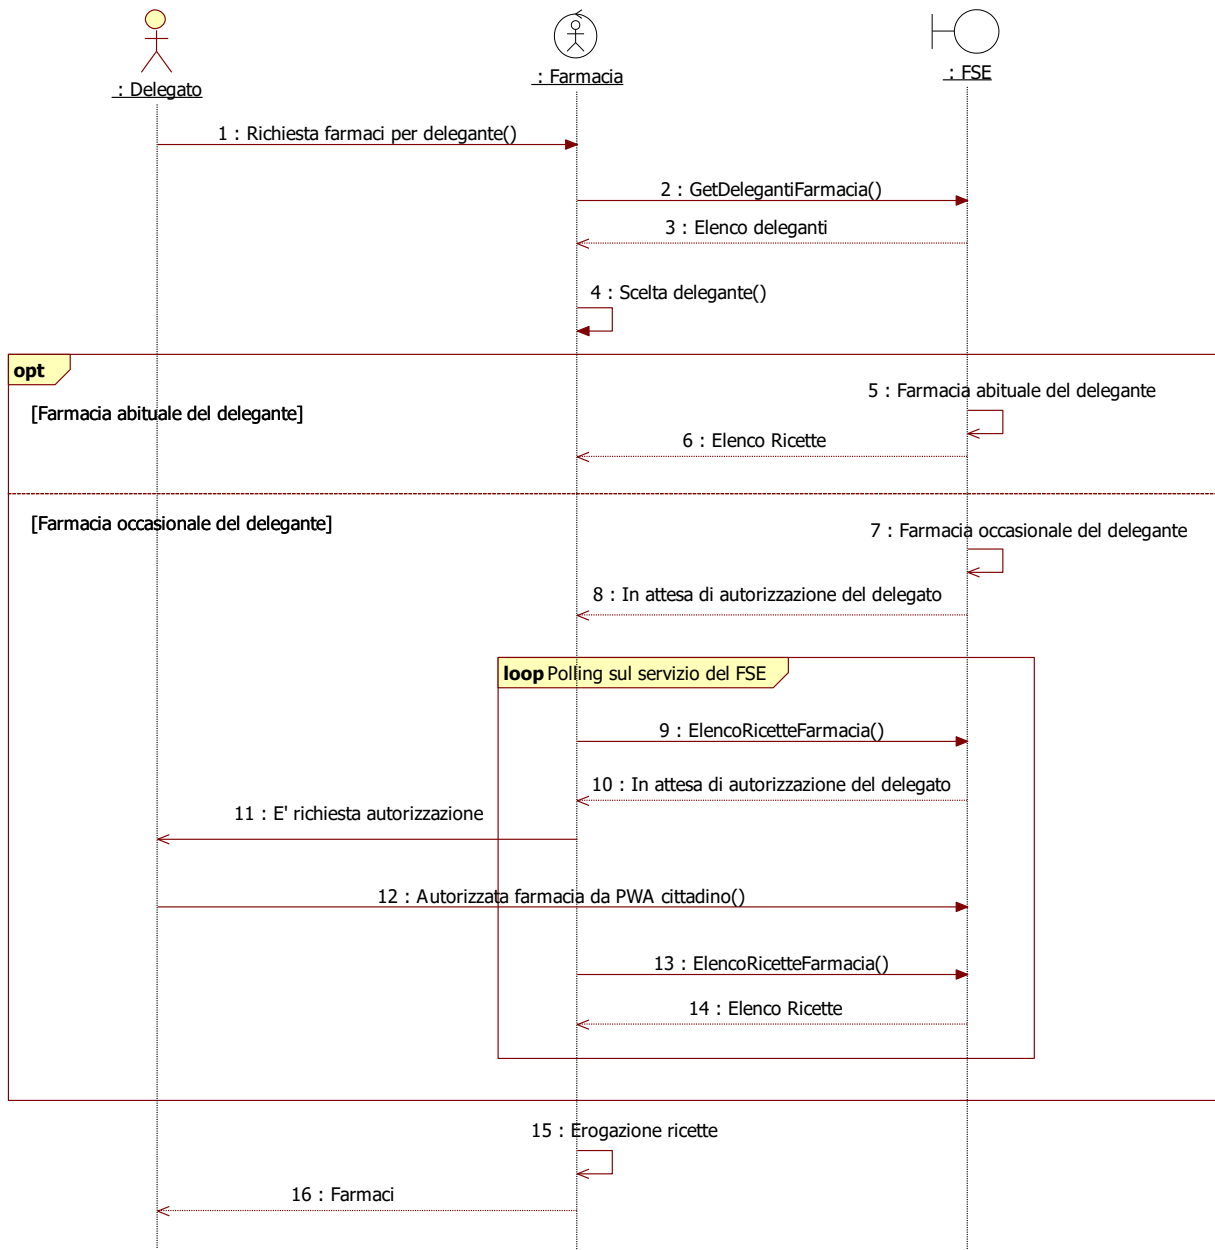 : Delegato
: Farmacia
: FSE
1 : Richiesta farmaci per delegante()
2 : GetDelegantiFarmacia()
3 : Elenco deleganti
4 : Scelta delegante()
opt
[Farmacia abituale del delegante]
5 : Farmacia abituale del delegante
6 : Elenco Ricette
[Farmacia occasionale del delegante]
7 : Farmacia occasionale del delegante
8 : In attesa di autorizzazione del delegato
loop Polling sul servizio del FSE
9 : ElencoRicetteFarmacia()
10 : In attesa di autorizzazione del delegato
11 : E' richiesta autorizzazione
12 : Autorizzata farmacia da PWA cittadino()
13 : ElencoRicetteFarmacia()
14 : Elenco Ricette
15 : Erogazione ricette
16 : Farmaci